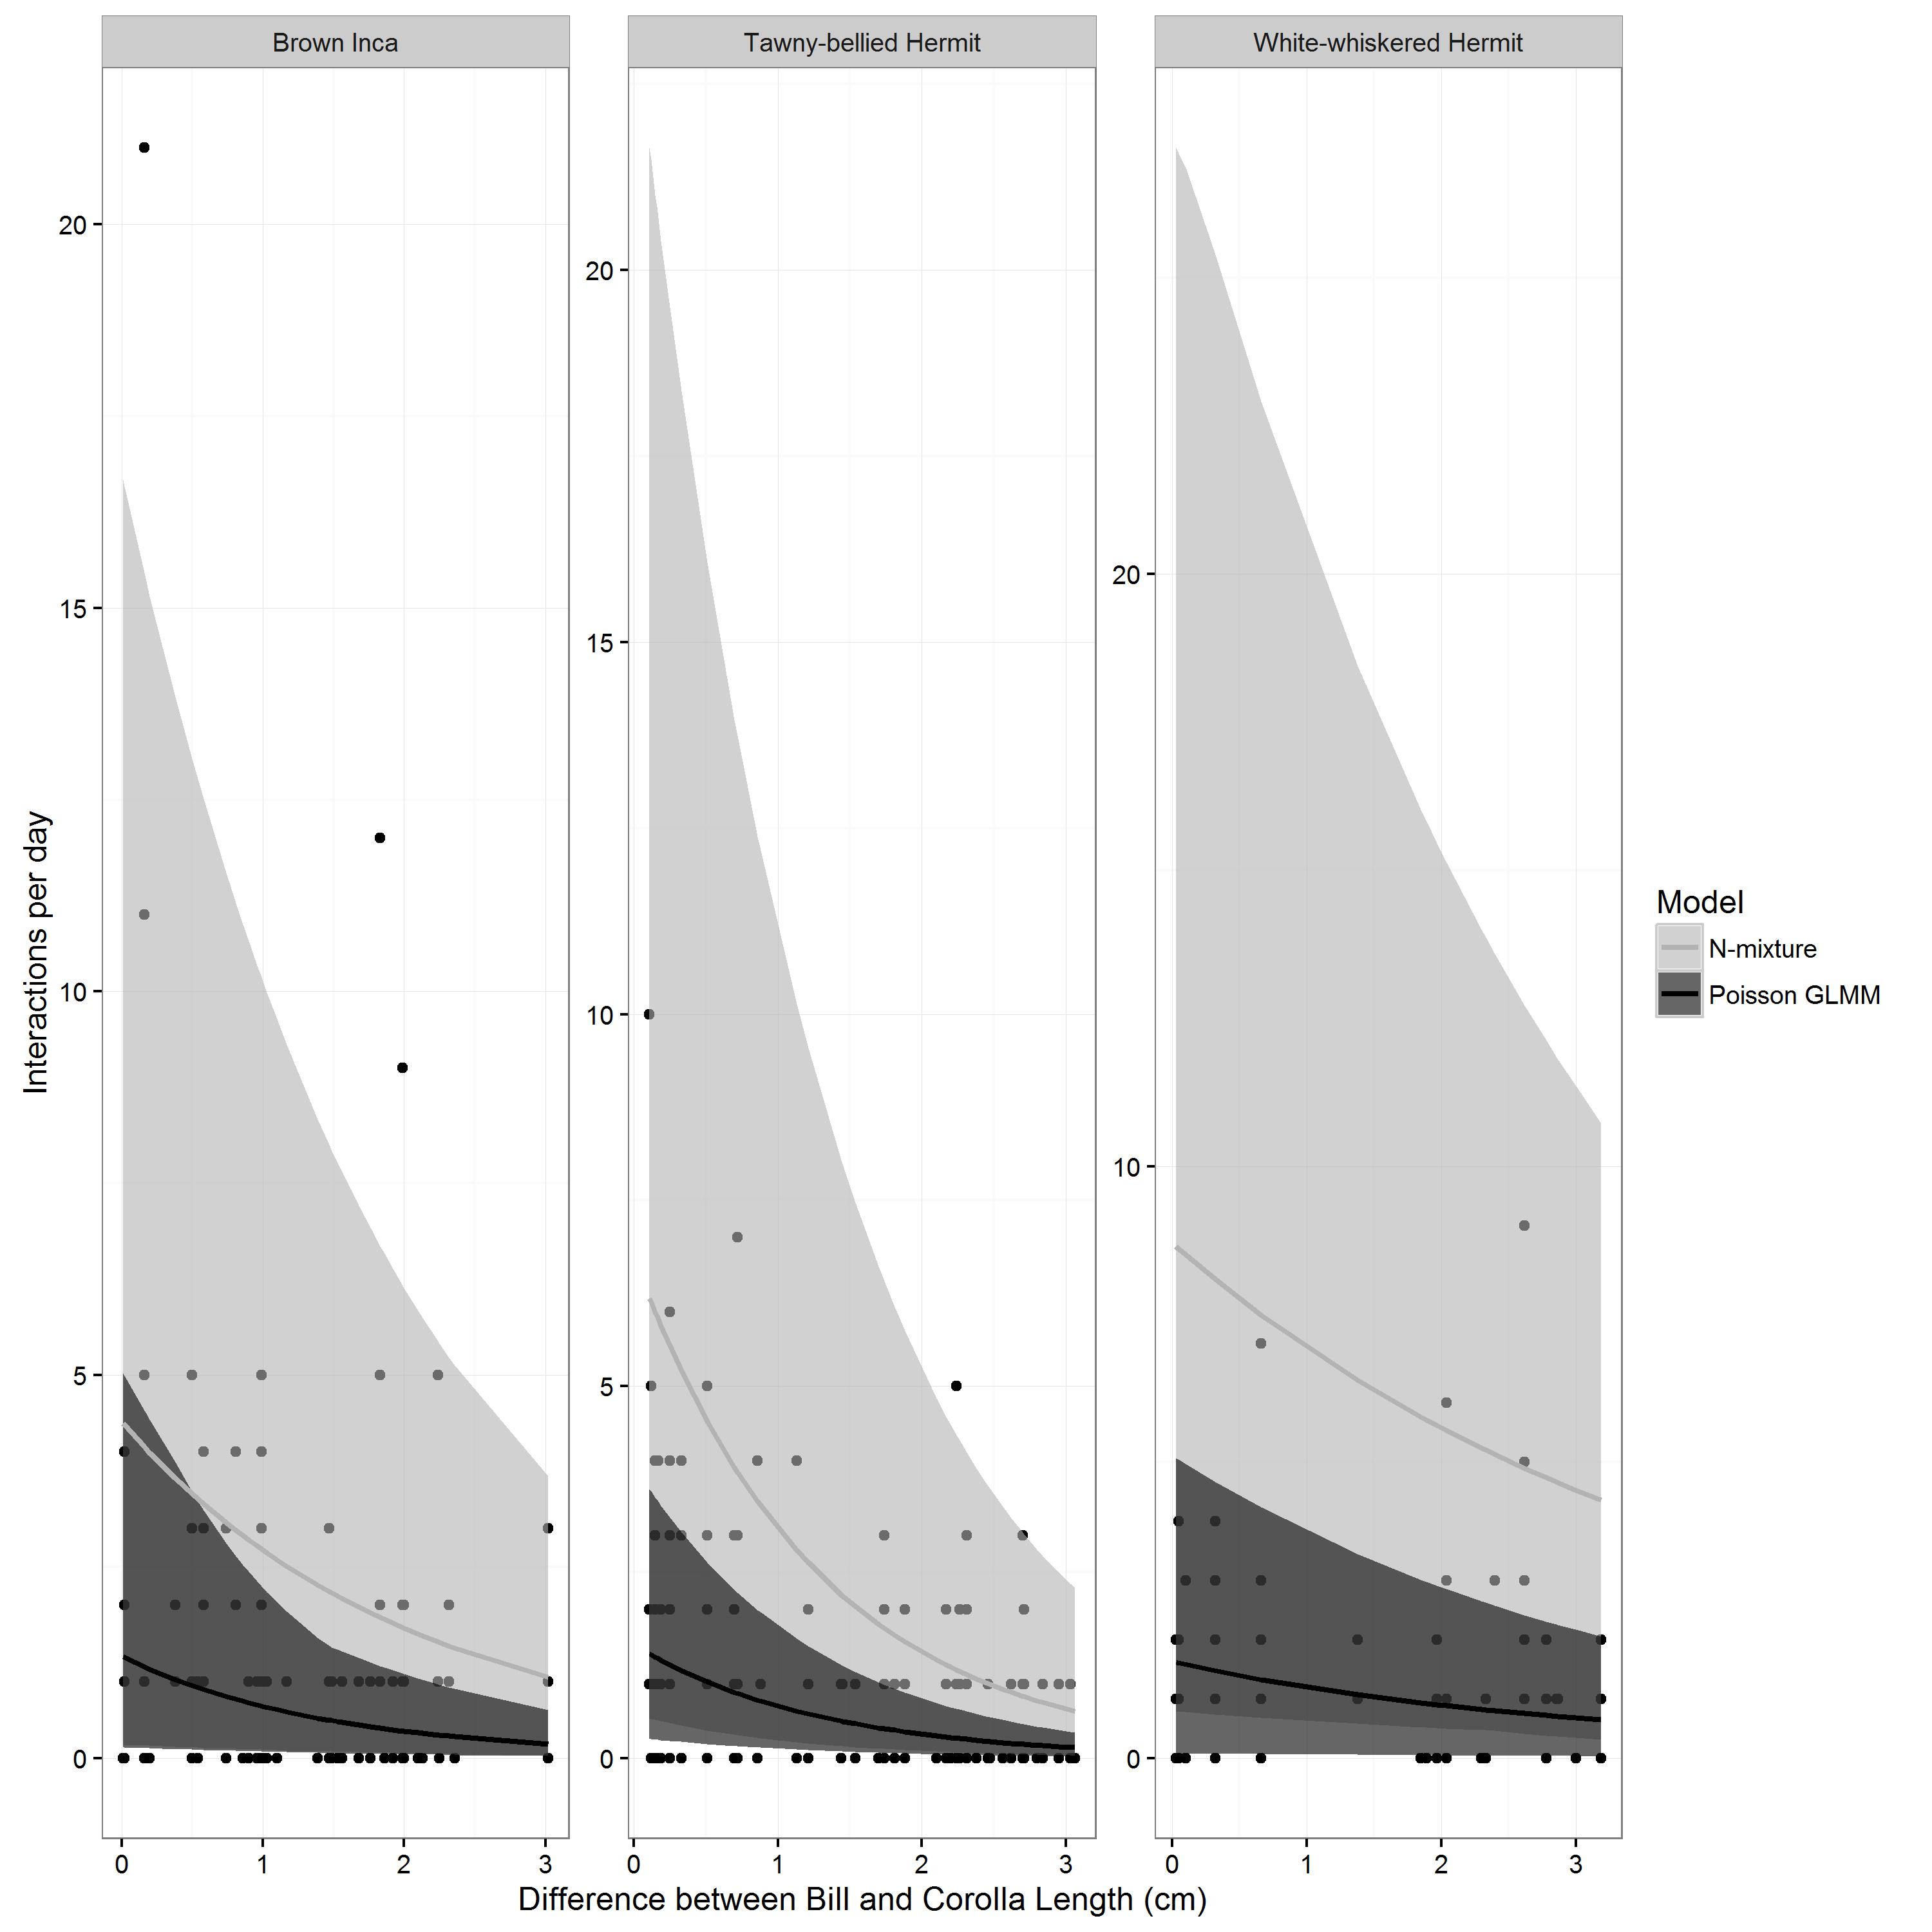 Brown Inca
Tawny-bellied Hermit
White-whiskered Hermit
Interactions per day
20
15
10
5
0
20
15
10
5
0
20
10
0
0 1 2 3
0 1 2 3
0 1 2 3
Difference between Bill and Corolla Length (cm)
Model
N-mixture
Poisson GLMM